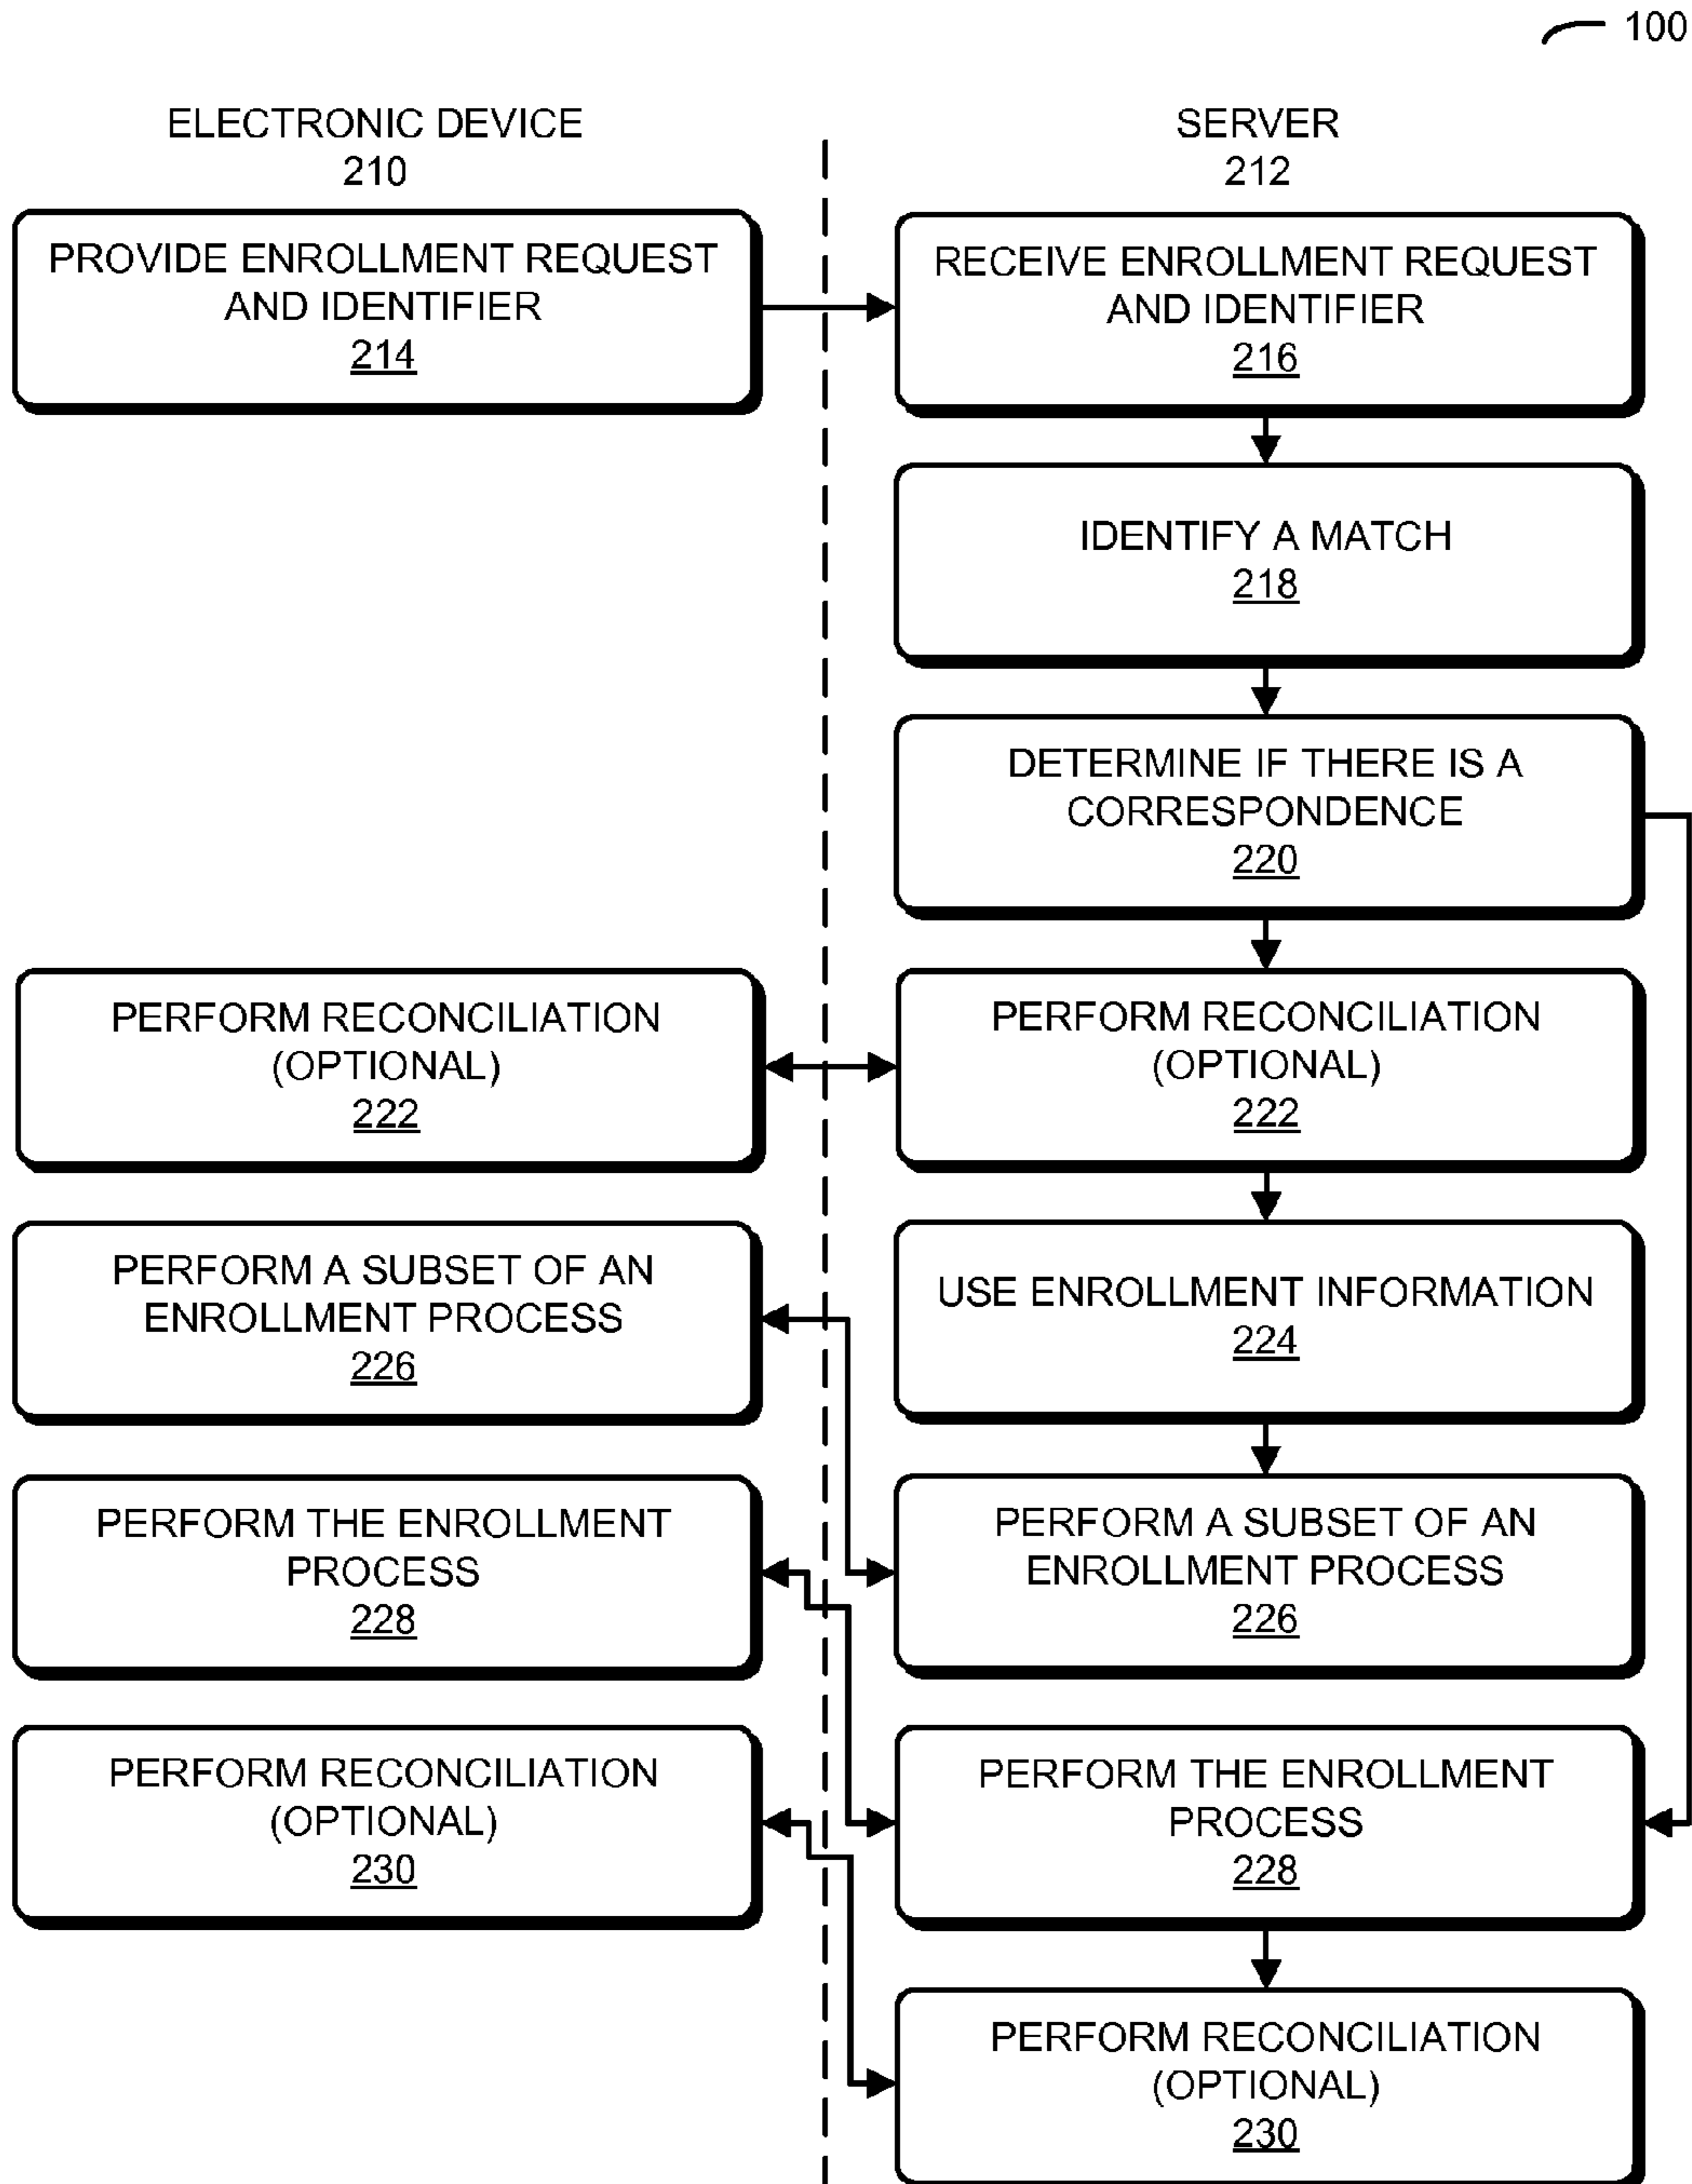 100
ELECTRONIC DEVICE
210
SERVER
212
PROVIDE ENROLLMENT REQUEST
AND IDENTIFIER
214
RECEIVE ENROLLMENT REQUEST
AND IDENTIFIER
216
IDENTIFY A MATCH
218
DETERMINE IF THERE IS A
CORRESPONDENCE
220
PERFORM RECONCILIATION
(OPTIONAL)
222
PERFORM RECONCILIATION
(OPTIONAL)
222
PERFORM A SUBSET OF AN
ENROLLMENT PROCESS
226
USE ENROLLMENT INFORMATION
224
PERFORM THE ENROLLMENT
PROCESS
228
PERFORM A SUBSET OF AN
ENROLLMENT PROCESS
226
PERFORM RECONCILIATION
(OPTIONAL)
230
PERFORM THE ENROLLMENT
PROCESS
228
PERFORM RECONCILIATION
(OPTIONAL)
230